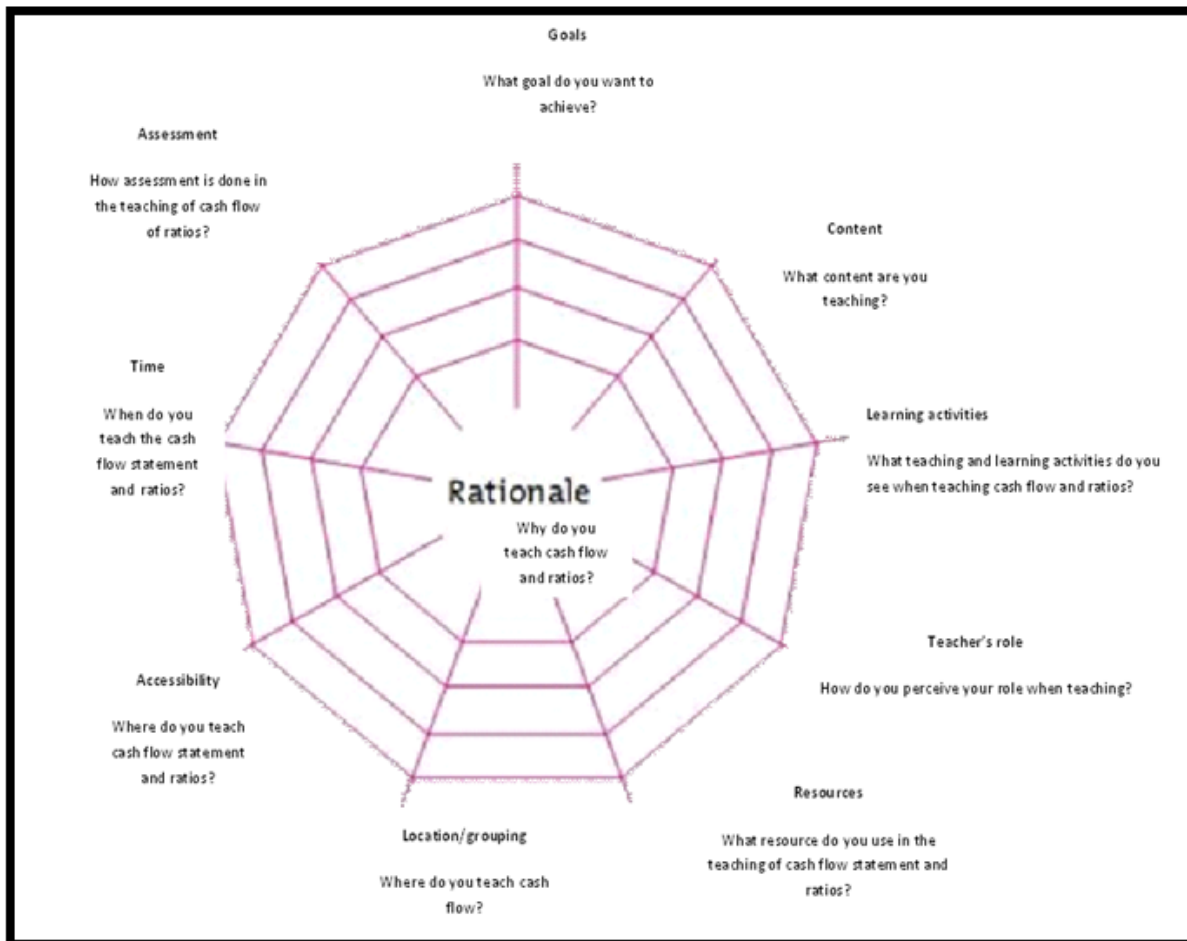 Goals
What goal do you want to
achieve?
Assessment
How assessment is done in
the teaching of cash flow
of ratios?
Content
What content are you
teaching?
Time
When do you
teach the cash
flow statement
and ratios?
Learning activities
What teaching and learning activities do you
see when teaching cash flow and ratios?
Rationale
Why do you
teach cash flow
and ratios?
Teacher's role
How do you perceive your role when teaching?
Accessibility
Where do you teach
cash flow statement
and ratios?
Resources
What resource do you use in the
teaching of cash flow statement and
ratios?
Location/grouping
Where do you teach cash
flow?